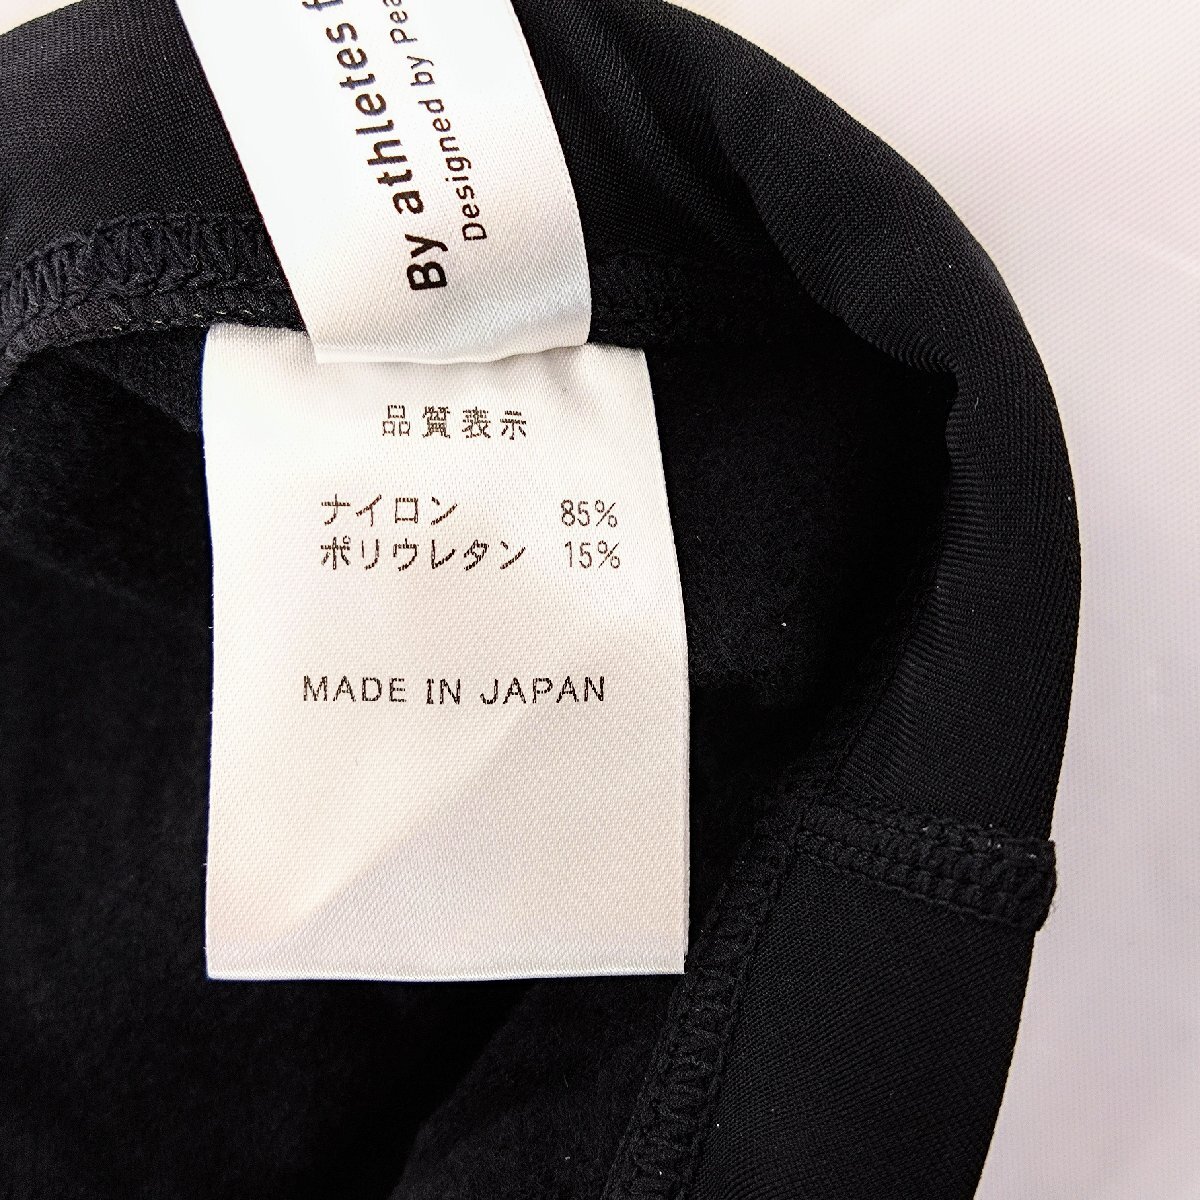 By athletes f
Designed by Pea
品質表示
ナイロン 85%
ポリウレタン 15%
MADE IN JAPAN